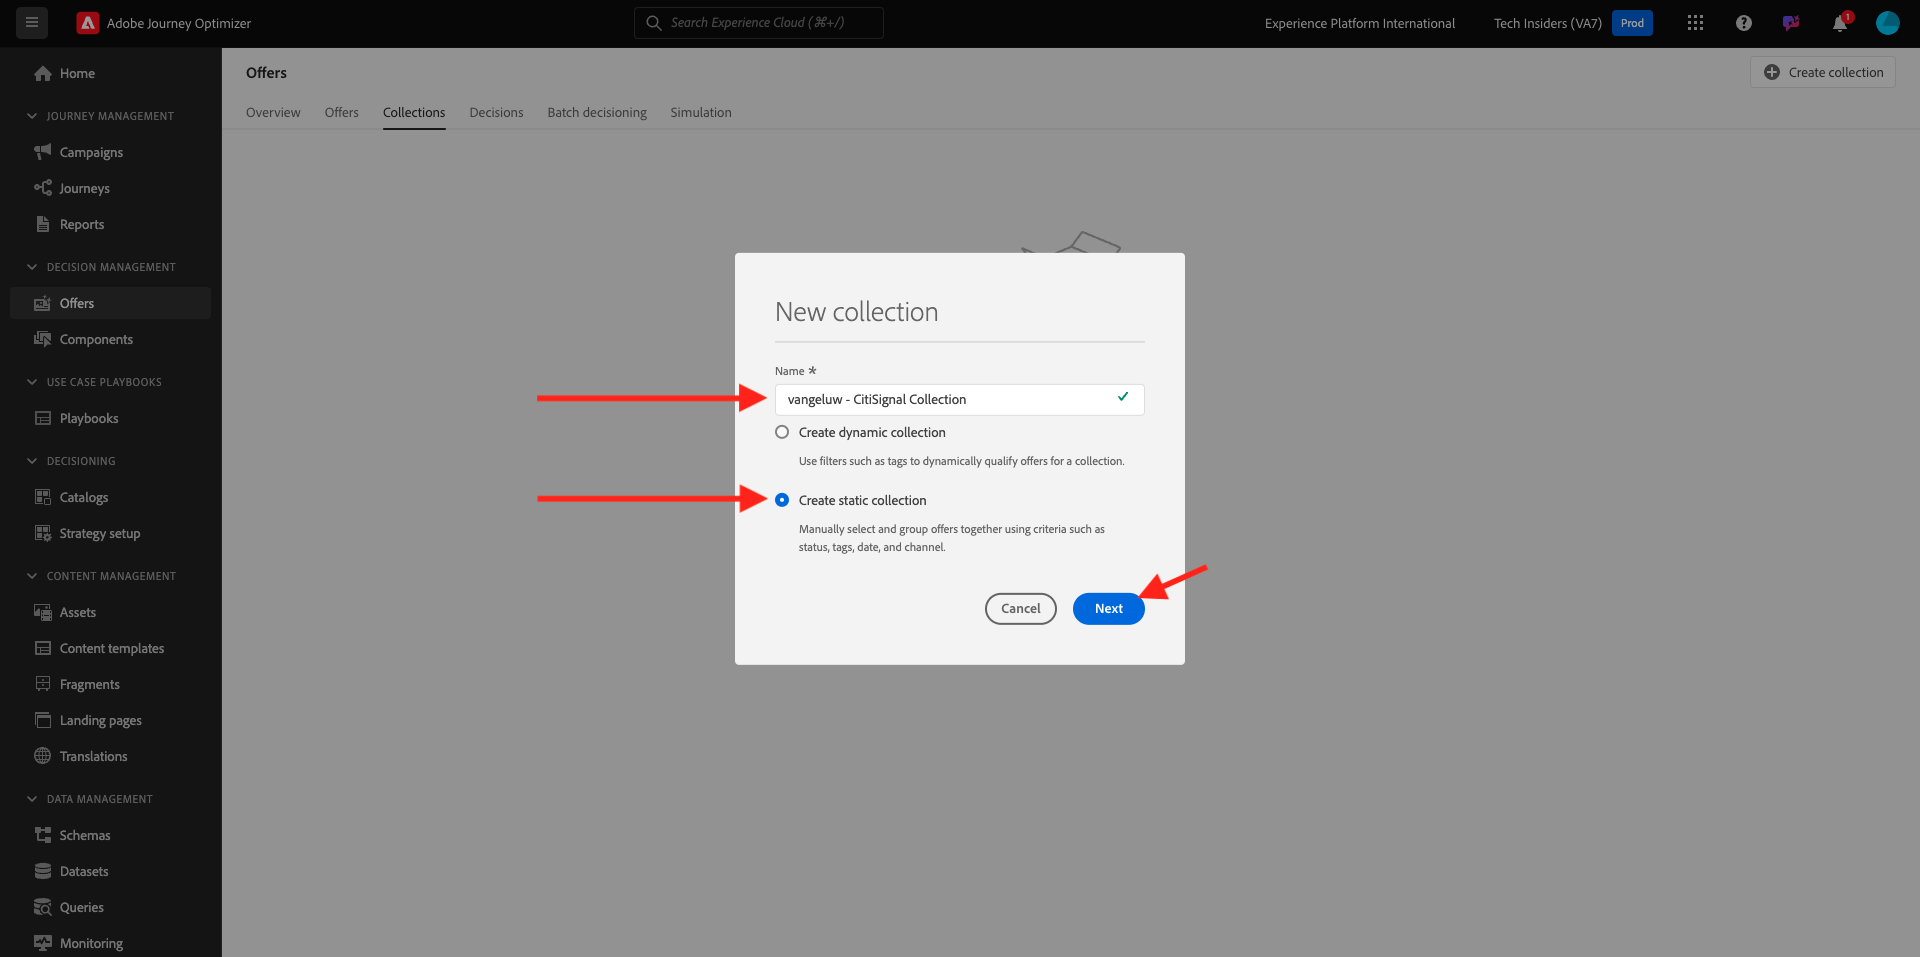 Adobe Journey Optimizer
Search Experience Cloud (⌘+/)
Experience Platform International
Tech Insiders (VA7)
Prod
1
Home
JOURNEY MANAGEMENT
Campaigns
Journeys
Reports
DECISION MANAGEMENT
Offers
Components
USE CASE PLAYBOOKS
Playbooks
DECISIONING
Catalogs
Strategy setup
CONTENT MANAGEMENT
Assets
Content templates
Fragments
Landing pages
Translations
DATA MANAGEMENT
Schemas
Datasets
Queries
Monitoring
Offers
Create collection
Overview Offers Collections Decisions Batch decisioning Simulation
New collection
Name *
vangeluw - CitiSignal Collection
Create dynamic collection
Use filters such as tags to dynamically qualify offers for a collection.
Create static collection
Manually select and group offers together using criteria such as
status, tags, date, and channel.
Cancel
Next